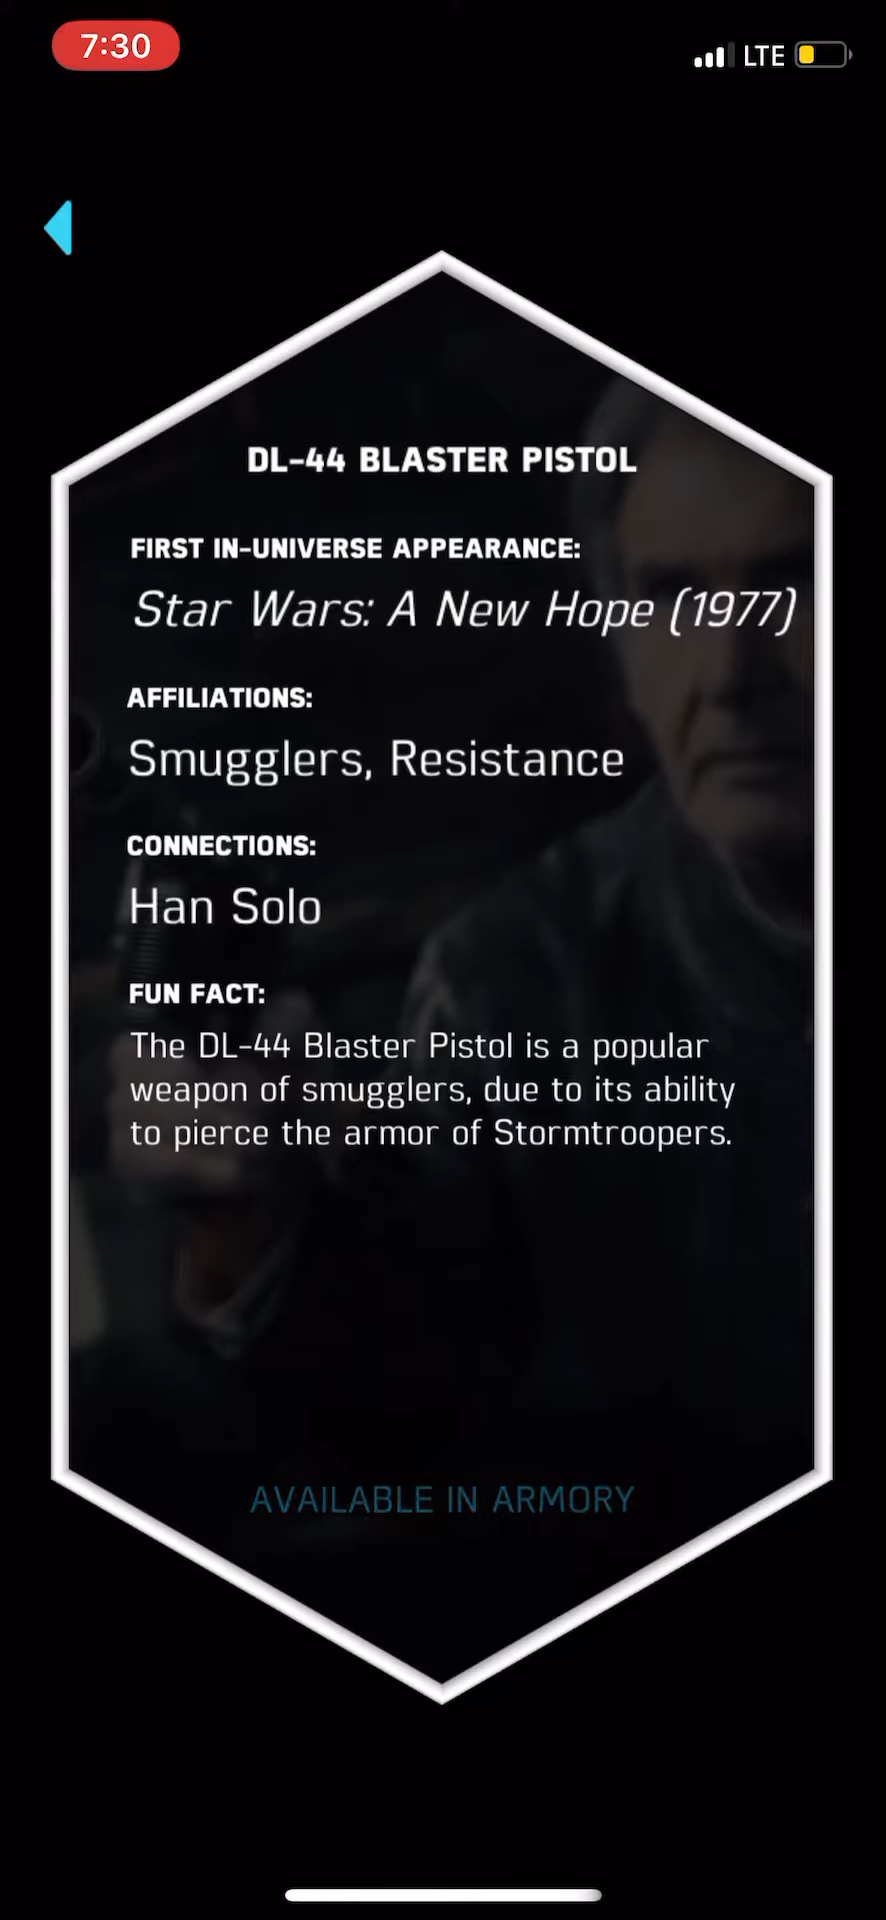 7:30
LTE
DL-44 BLASTER PISTOL
FIRST IN-UNIVERSE APPEARANCE:
Star Wars: A New Hope (1977)
AFFILIATIONS:
Smugglers, Resistance
CONNECTIONS:
Han Solo
FUN FACT:
The DL-44 Blaster Pistol is a popular
weapon of smugglers, due to its ability
to pierce the armor of Stormtroopers.
AVAILABLE IN ARMORY